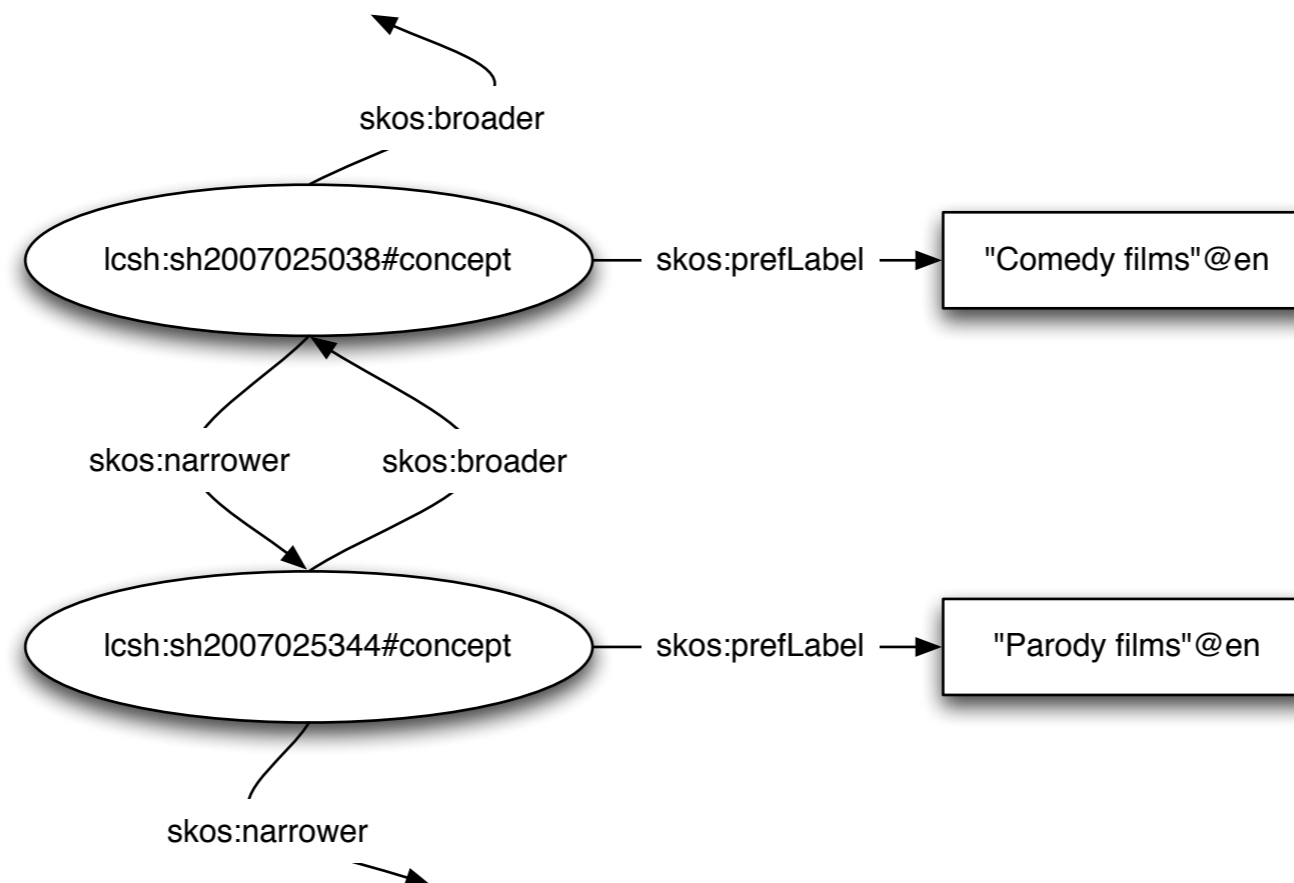 skos:broader
lcsh:sh2007025038#concept
skos:prefLabel
"Comedy films"@en
skos:narrower
skos:broader
lcsh:sh2007025344#concept
skos:prefLabel
"Parody films"@en
skos:narrower